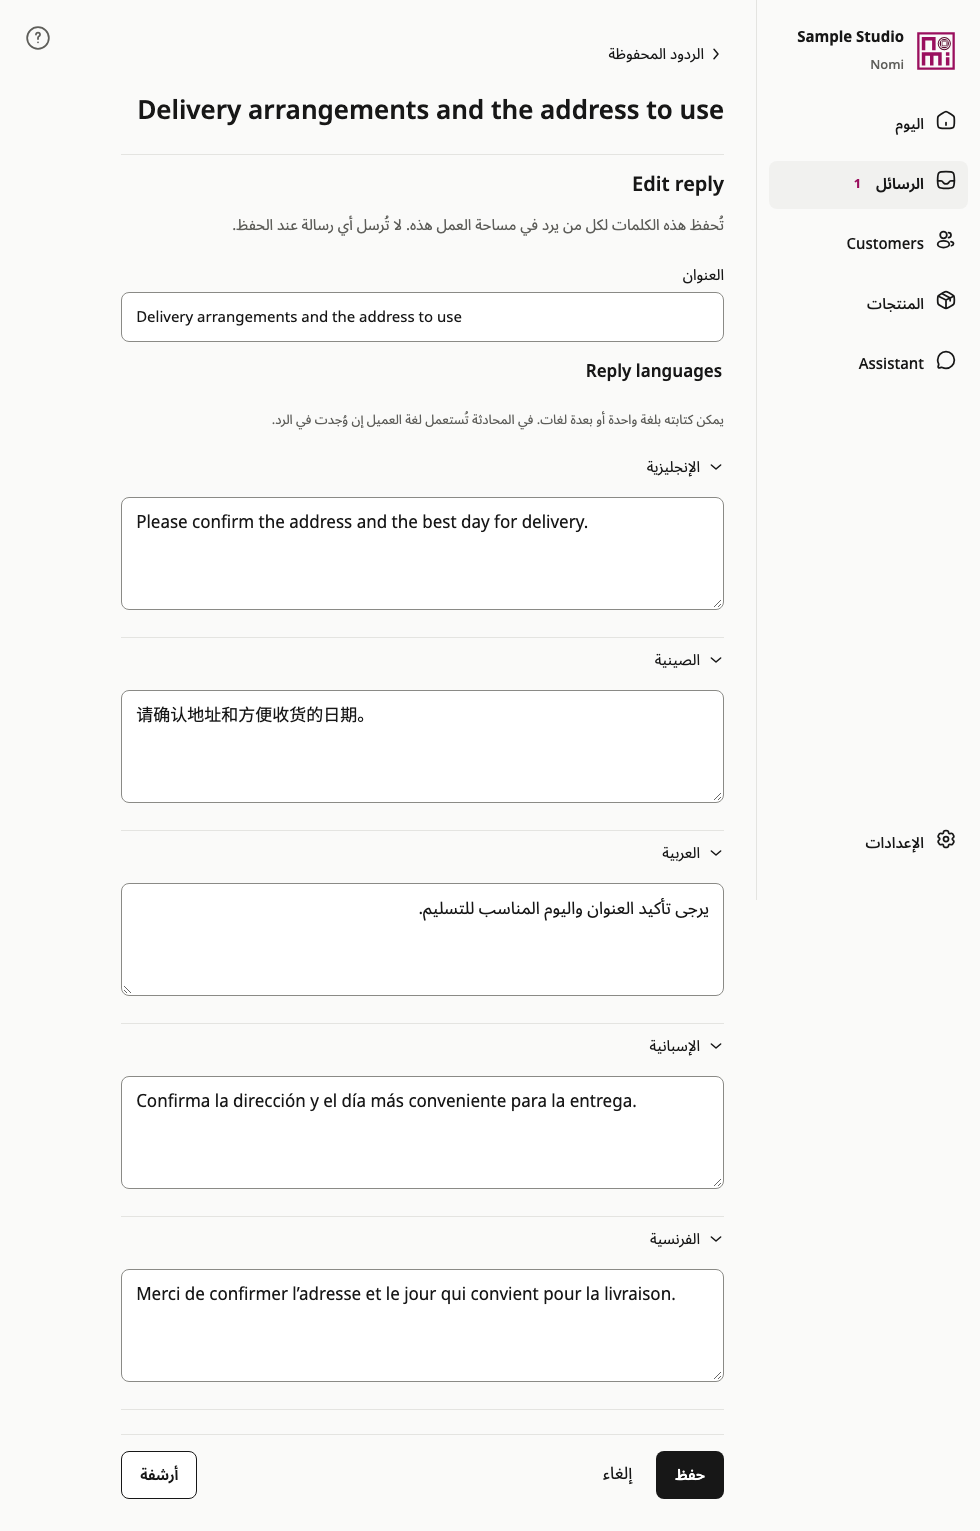 Sample Studio
Nomi
اليوم
الرسائل 1
Customers
المنتجات
Assistant
الإعدادات
الردود المحفوظة
Delivery arrangements and the address to use
Edit reply
تُحفظ هذه الكلمات لكل من يرد في مساحة العمل هذه. لا تُرسل أي رسالة عند الحفظ.
العنوان
Delivery arrangements and the address to use
Reply languages
يمكن كتابته بلغة واحدة أو بعدة لغات. في المحادثة تُستعمل لغة العميل إن وُجدت في الرد.
الإنجليزية
Please confirm the address and the best day for delivery.
الصينية
请确认地址和方便收货的日期。
العربية
يرجى تأكيد العنوان واليوم المناسب للتسليم.
الإسبانية
Confirma la dirección y el día más conveniente para la entrega.
الفرنسية
Merci de confirmer l’adresse et le jour qui convient pour la livraison.
حفظ
إلغاء
أرشفة